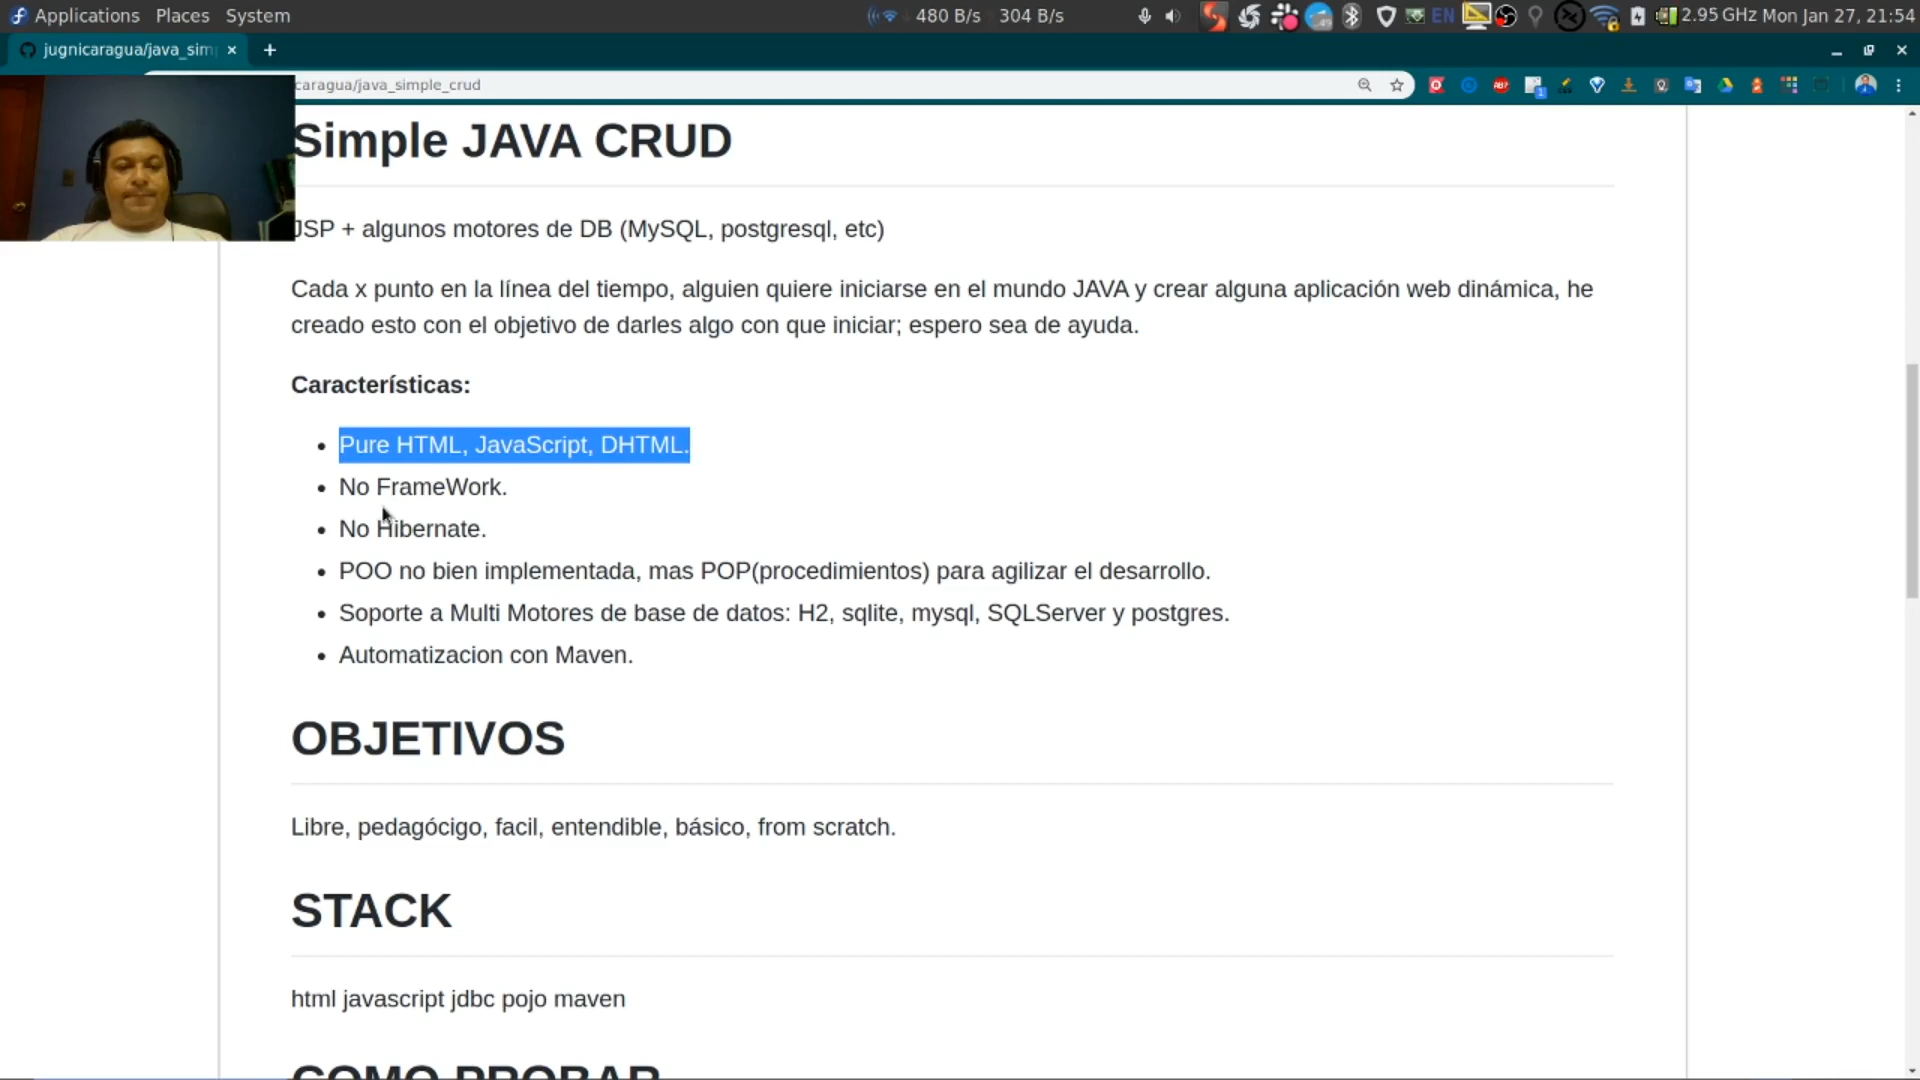 Applications Places System 480 B/s 304 B/s EN 2.95 GHz Mon Jan 27, 21:54
jugnicaragua/java_sim
caragua/java_simple_crud
Simple JAVA CRUD
JSP + algunos motores de DB (MySQL, postgresql, etc)
Cada x punto en la línea del tiempo, alguien quiere iniciarse en el mundo JAVA y crear alguna aplicación web dinámica, he
creado esto con el objetivo de darles algo con que iniciar; espero sea de ayuda.
Características:
• Pure HTML, JavaScript, DHTML.
• No FrameWork.
• No Hibernate.
• POO no bien implementada, mas POP(procedimientos) para agilizar el desarrollo.
• Soporte a Multi Motores de base de datos: H2, sqlite, mysql, SQLServer y postgres.
• Automatizacion con Maven.
OBJETIVOS
Libre, pedagócigo, facil, entendible, básico, from scratch.
STACK
html javascript jdbc pojo maven
COMO PROBAR